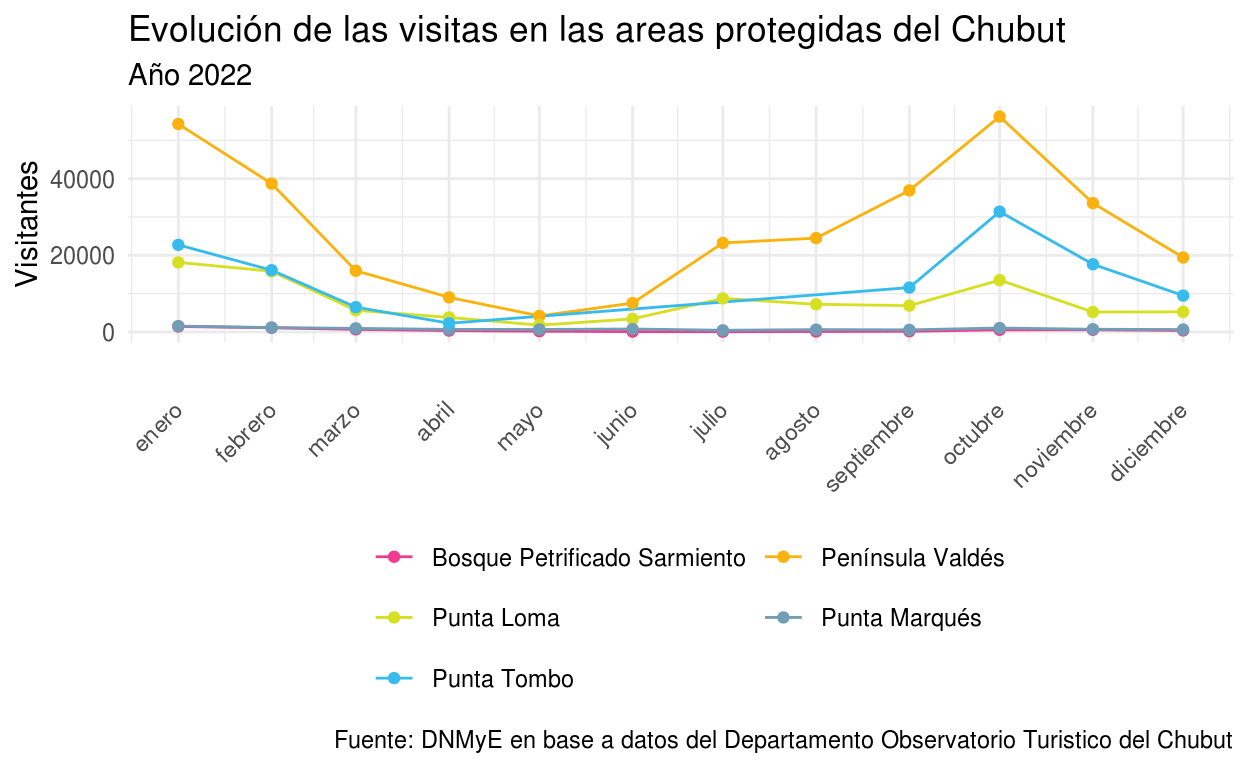 Evolución de las visitas en las areas protegidas del Chubut
Año 2022
Visitantes
40000
20000
0
enero
febrero
marzo
abril
mayo
junio
julio
agosto
septiembre
octubre
noviembre
diciembre
Bosque Petrificado Sarmiento
Península Valdés
Punta Loma
Punta Marqués
Punta Tombo
Fuente: DNMyE en base a datos del Departamento Observatorio Turistico del Chubut